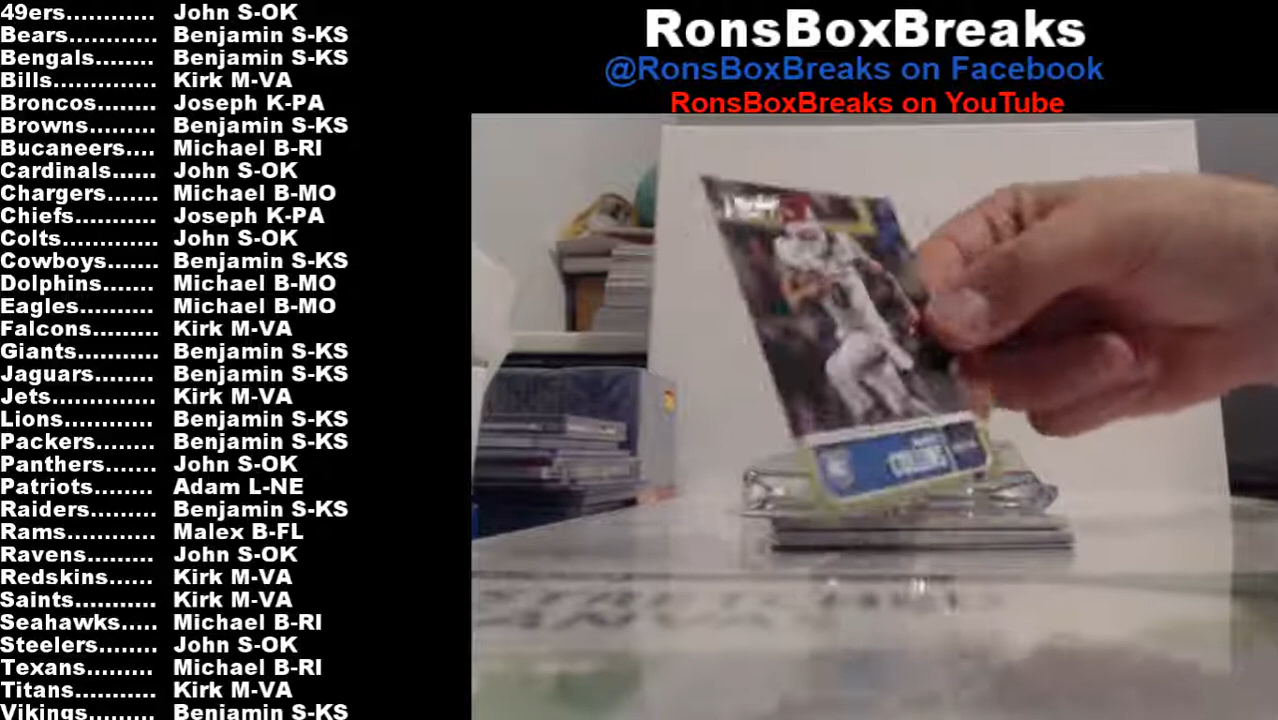 49ers............ John S-OK
Bears............ Benjamin S-KS
Bengals........ Benjamin S-KS
Bills............. Kirk M-VA
Broncos........ Joseph K-PA
Browns......... Benjamin S-KS
Bucaneers.... Michael B-RI
Cardinals...... John S-OK
Chargers....... Michael B-MO
Chiefs........... Joseph K-PA
Colts............. John S-OK
Cowboys....... Benjamin S-KS
Dolphins....... Michael B-MO
Eagles.......... Michael B-MO
Falcons......... Kirk M-VA
Giants........... Benjamin S-KS
Jaguars........ Benjamin S-KS
Jets.............. Kirk M-VA
Lions............ Benjamin S-KS
Packers........ Benjamin S-KS
Panthers....... John S-OK
Patriots........ Adam L-NE
Raiders......... Benjamin S-KS
Rams............ Malex B-FL
Ravens.......... John S-OK
Redskins...... Kirk M-VA
Saints........... Kirk M-VA
Seahawks..... Michael B-RI
Steelers........ John S-OK
Texans......... Michael B-RI
Titans........... Kirk M-VA
Vikings.......... Benjamin S-KS
RonsBoxBreaks
@RonsBoxBreaks on Facebook
RonsBoxBreaks on YouTube